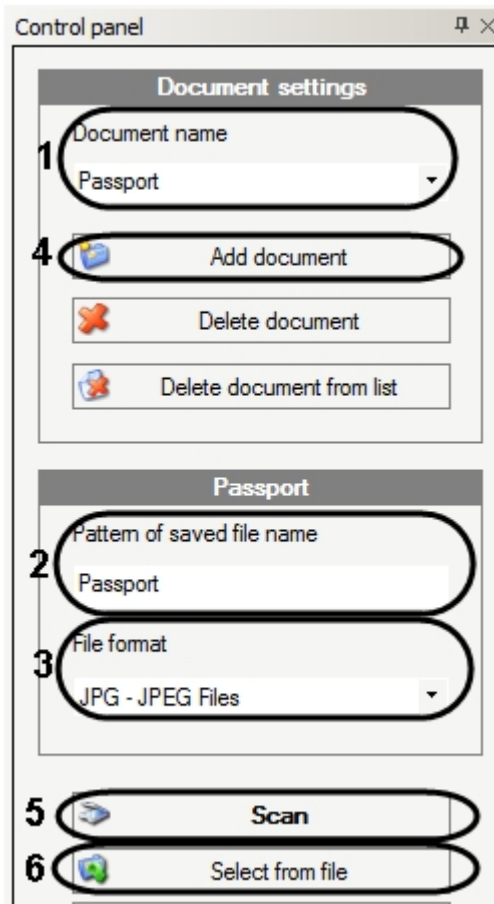 Control panel
Document settings
1
Document name
Passport
4
Add document
Delete document
Delete document from list
Passport
2
Pattern of saved file name
Passport
3
File format
JPG - JPEG Files
5
Scan
6
Select from file